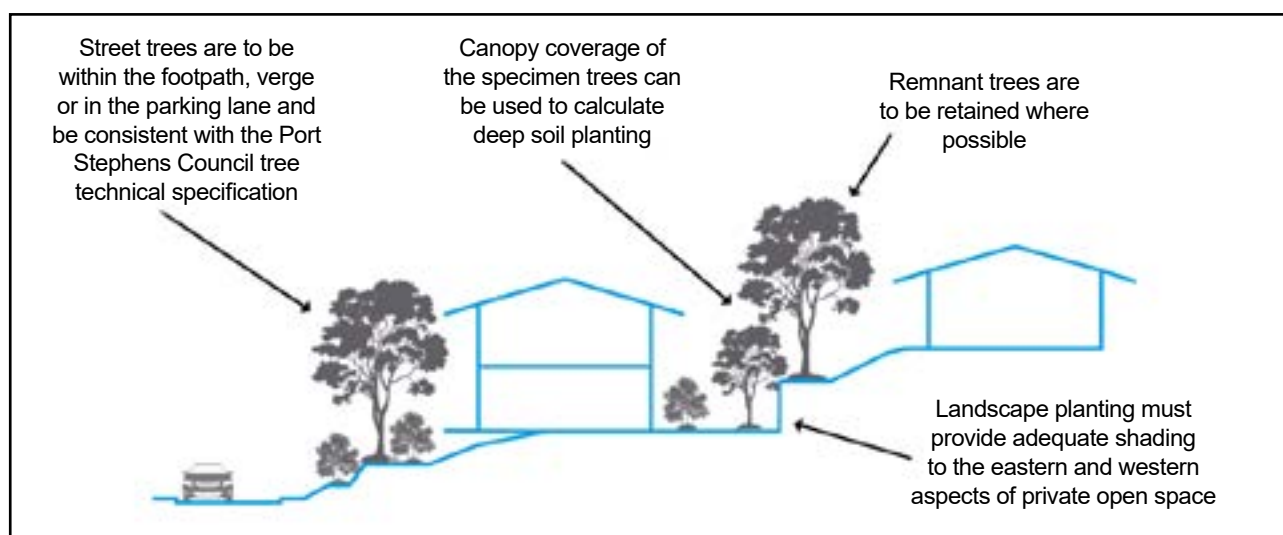 Street trees are to be
within the footpath, verge
or in the parking lane and
be consistent with the Port
Stephens Council tree
technical specification
Canopy coverage of
the specimen trees can
be used to calculate
deep soil planting
Remnant trees are
to be retained where
possible
Landscape planting must
provide adequate shading
to the eastern and western
aspects of private open space